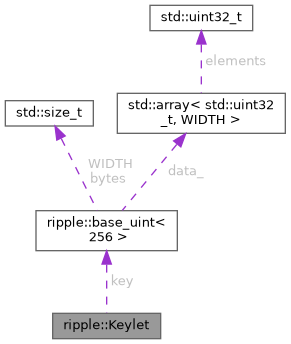 std::uint32_t
elements
std::array< std::uint32
_t, WIDTH >
std::size_t
WIDTH
bytes
data_
ripple::base_uint<
256 >
key
ripple::Keylet